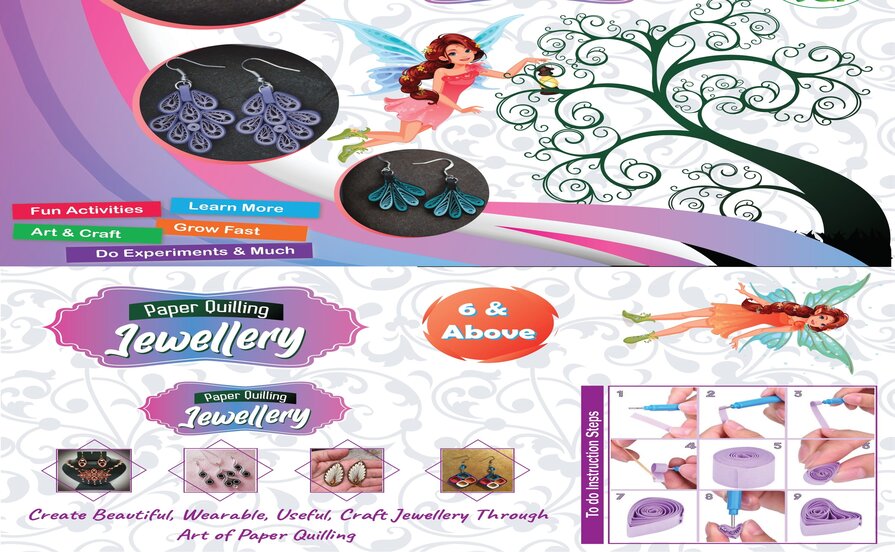 Fun Activities
Learn More
Art & Craft
Grow Fast
Do Experiments & Much
Paper Quilling
Jewellery
6 &
Above
Paper Quilling
Jewellery
Create Beautiful, Wearable, Useful, Craft Jewellery Through
Art of Paper Quilling
To do Instruction Steps
1
2
3
4
5
6
7
8
9